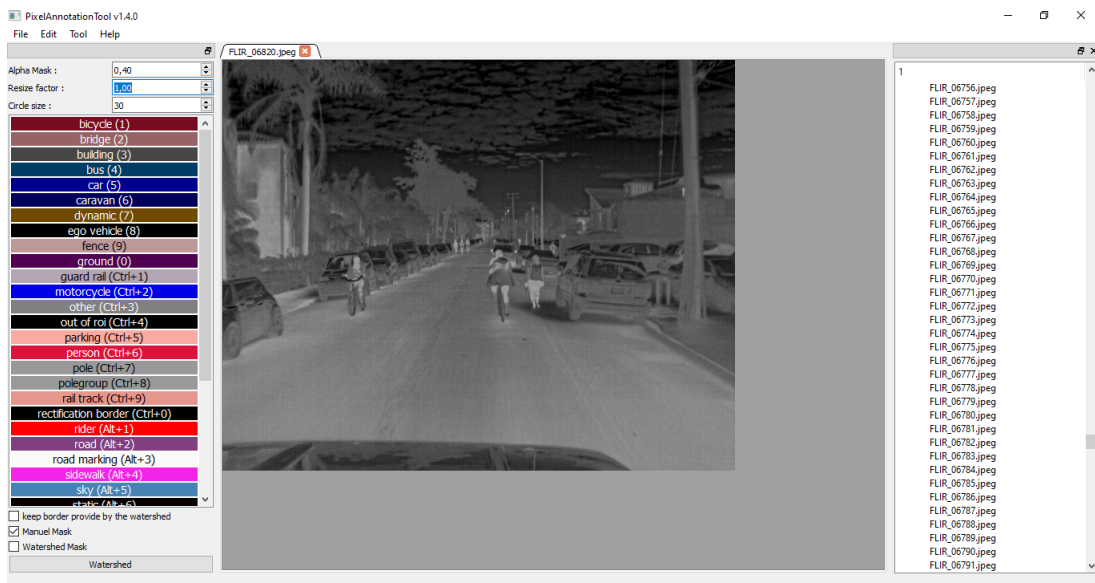 PixelAnnotationTool v1.4.0
File Edit Tool Help
FLIR_06820.jpeg
Alpha Mask : 0,40
Resize factor : 1,00
Circle size : 30
bicycle (1)
bridge (2)
building (3)
bus (4)
car (5)
caravan (6)
dynamic (7)
ego vehicle (8)
fence (9)
ground (0)
guard rail (Ctrl+1)
motorcycle (Ctrl+2)
other (Ctrl+3)
out of roi (Ctrl+4)
parking (Ctrl+5)
person (Ctrl+6)
pole (Ctrl+7)
polegroup (Ctrl+8)
rail track (Ctrl+9)
rectification border (Ctrl+0)
rider (Alt+1)
road (Alt+2)
road marking (Alt+3)
sidewalk (Alt+4)
sky (Alt+5)
static (Alt+6)
keep border provide by the watershed
Manuel Mask
Watershed Mask
Watershed
1
FLIR_06756.jpeg
FLIR_06757.jpeg
FLIR_06758.jpeg
FLIR_06759.jpeg
FLIR_06760.jpeg
FLIR_06761.jpeg
FLIR_06762.jpeg
FLIR_06763.jpeg
FLIR_06764.jpeg
FLIR_06765.jpeg
FLIR_06766.jpeg
FLIR_06767.jpeg
FLIR_06768.jpeg
FLIR_06769.jpeg
FLIR_06770.jpeg
FLIR_06771.jpeg
FLIR_06772.jpeg
FLIR_06773.jpeg
FLIR_06774.jpeg
FLIR_06775.jpeg
FLIR_06776.jpeg
FLIR_06777.jpeg
FLIR_06778.jpeg
FLIR_06779.jpeg
FLIR_06780.jpeg
FLIR_06781.jpeg
FLIR_06782.jpeg
FLIR_06783.jpeg
FLIR_06784.jpeg
FLIR_06785.jpeg
FLIR_06786.jpeg
FLIR_06787.jpeg
FLIR_06788.jpeg
FLIR_06789.jpeg
FLIR_06790.jpeg
FLIR_06791.jpeg